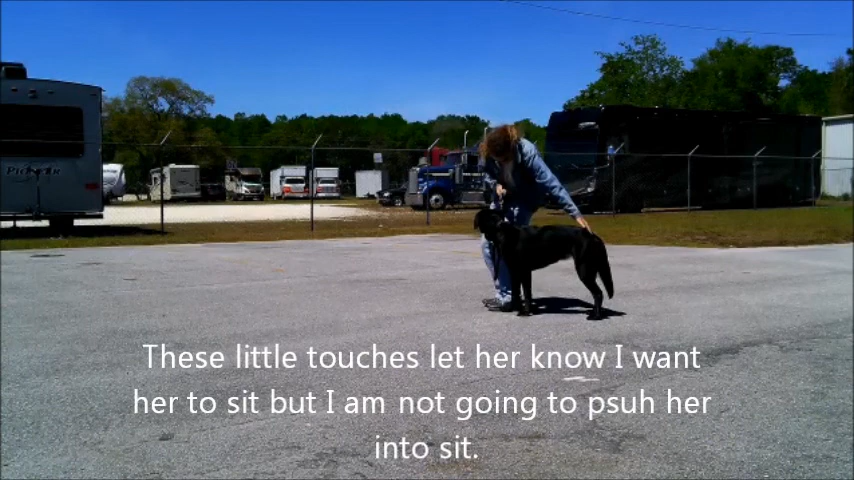 PIONEER
These little touches let her know I want
her to sit but I am not going to psuh her
into sit.